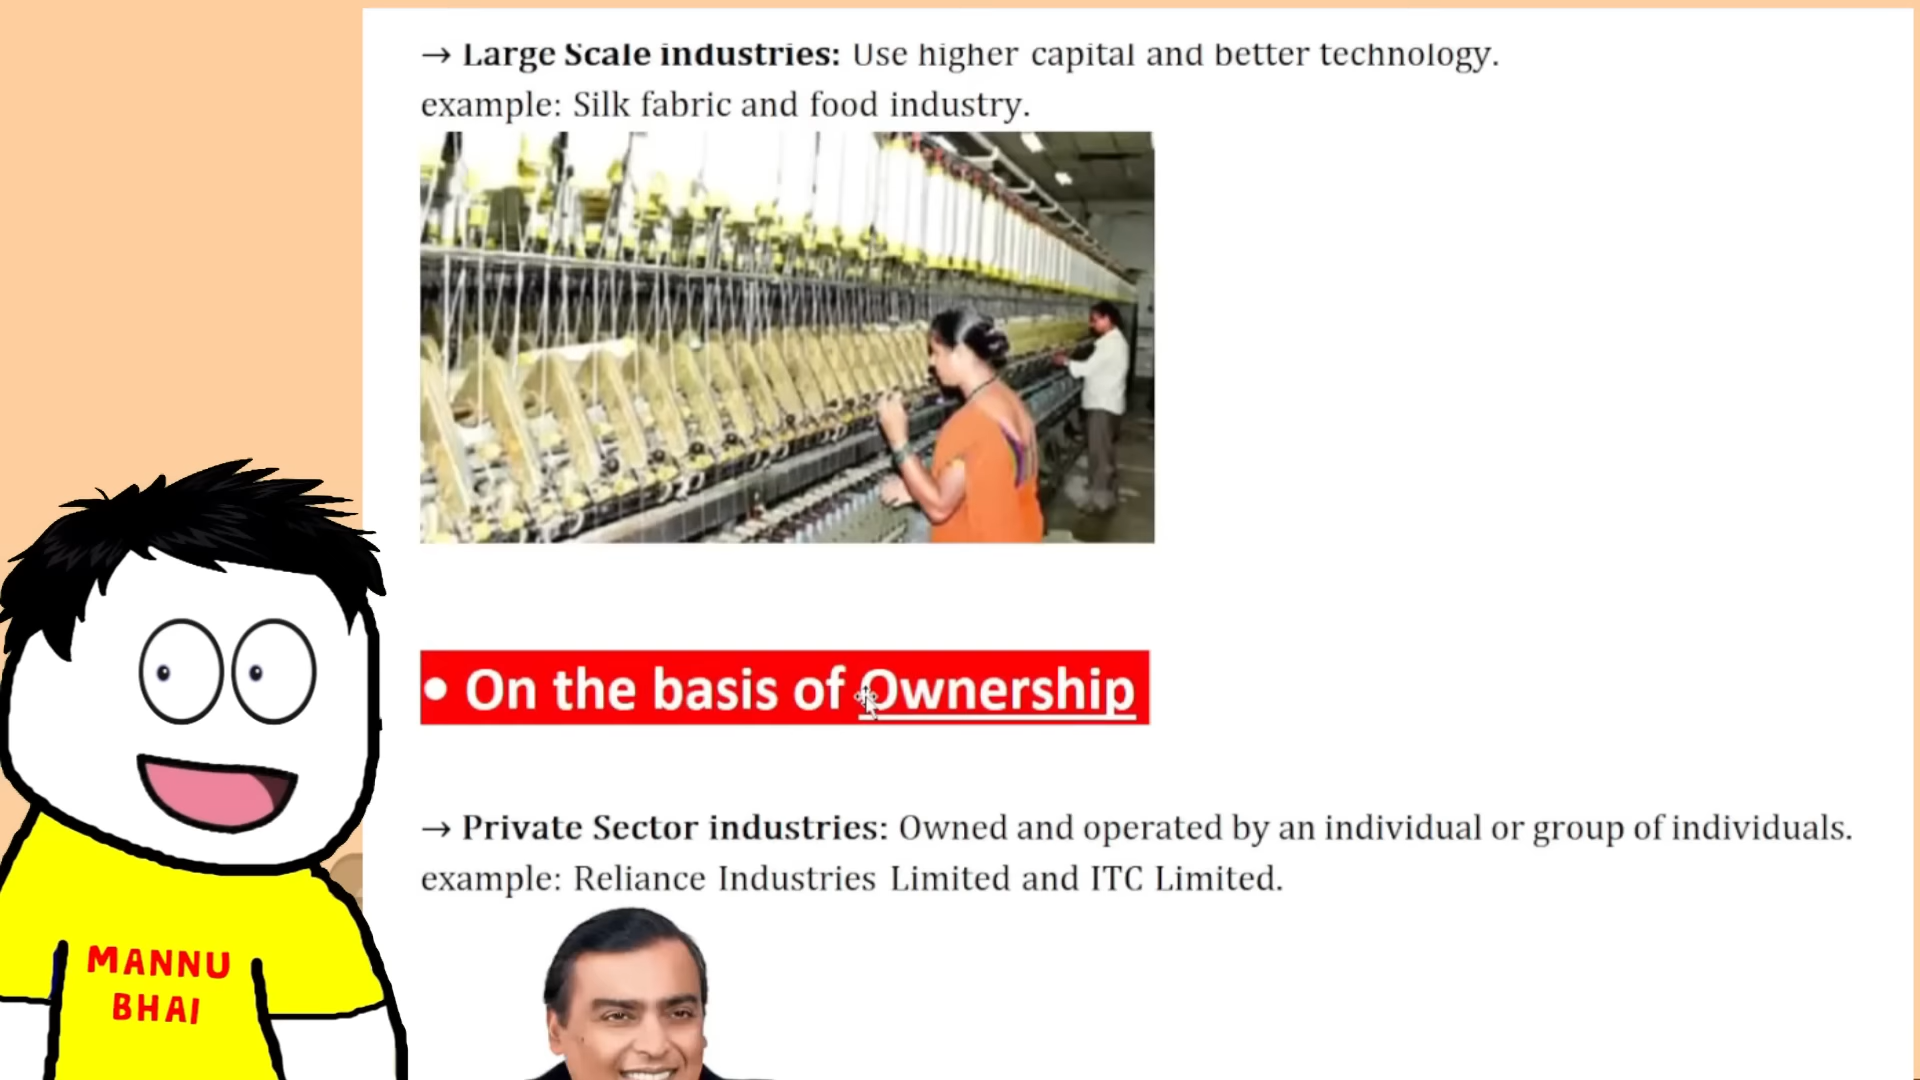 → Large Scale industries: Use higher capital and better technology.
example: Silk fabric and food industry.
• On the basis of Ownership
→ Private Sector industries: Owned and operated by an individual or group of individuals.
example: Reliance Industries Limited and ITC Limited.
MANNU
BHAI